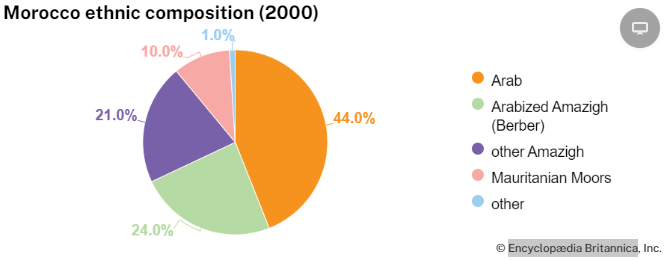 Morocco ethnic composition (2000)
1.0%
10.0%
21.0%
44.0%
24.0%
Arab
Arabized Amazigh
(Berber)
other Amazigh
Mauritanian Moors
other
© Encyclopædia Britannica, Inc.